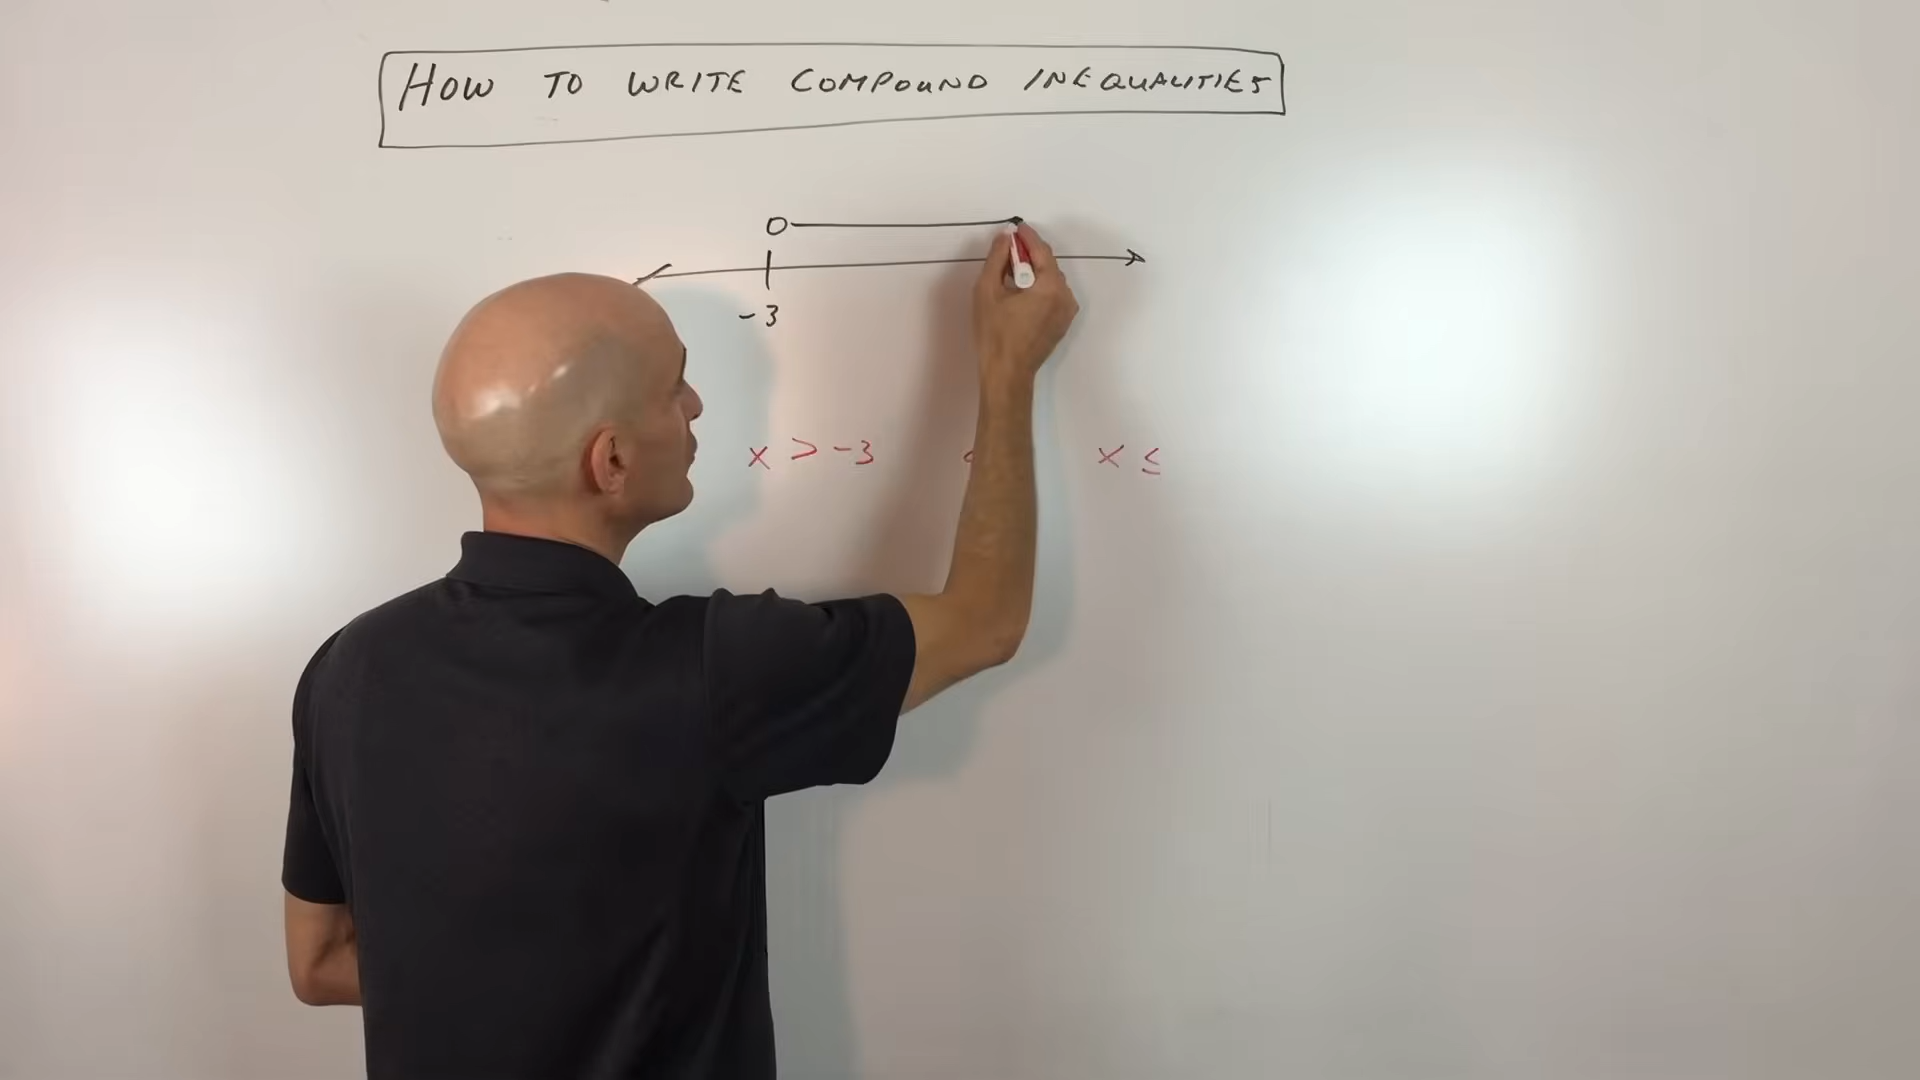 HOW TO WRITE COMPOUND INEQUALITIES
-3
x > -3 x ≤